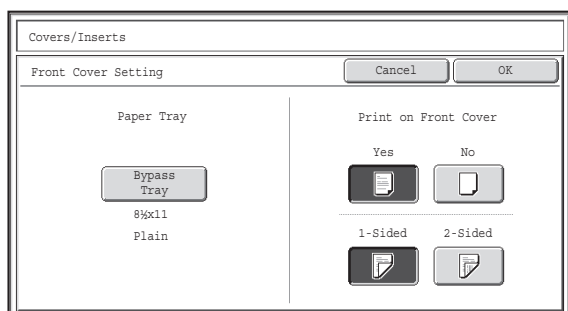 Covers/Inserts
Front Cover Setting
Cancel
OK
Paper Tray
Bypass
Tray
8½x11
Plain
Print on Front Cover
Yes No
1-Sided 2-Sided